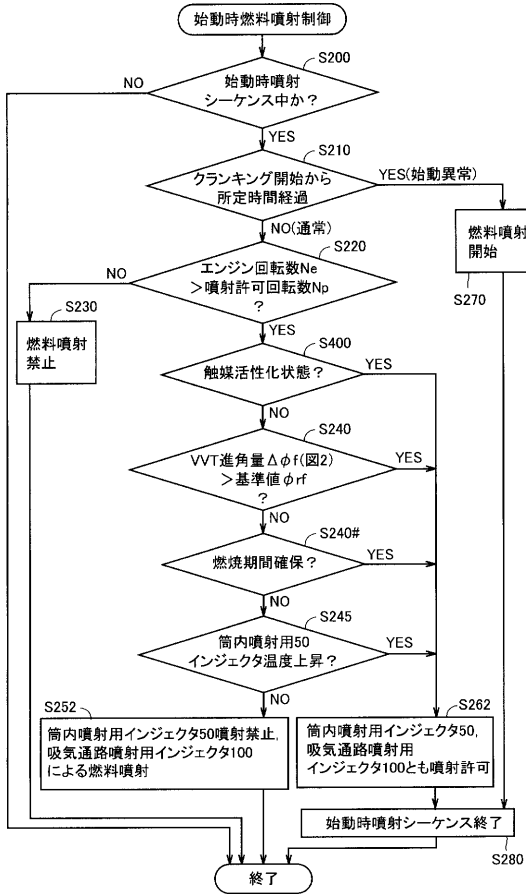 始動時燃料噴射制御
S200
NO
始動時噴射
シーケンス中か？
YES
S210
クランキング開始から
所定時間経過
YES(始動異常)
NO(通常)
燃料噴射
開始
S270
S220
NO
エンジン回転数Ne
＞噴射許可回転数Np
？
S230
燃料噴射
禁止
YES
S400
触媒活性化状態？
YES
NO
S240
VVT進角量Δφf(図2)
＞基準値φrf
？
YES
NO
S240#
燃焼期間確保？
YES
NO
S245
筒内噴射用50
インジェクタ温度上昇？
YES
NO
S252
筒内噴射用インジェクタ50噴射禁止,
吸気通路噴射用インジェクタ100
による燃料噴射
S262
筒内噴射用インジェクタ50,
吸気通路噴射用
インジェクタ100とも噴射許可
始動時噴射シーケンス終了
S280
終了